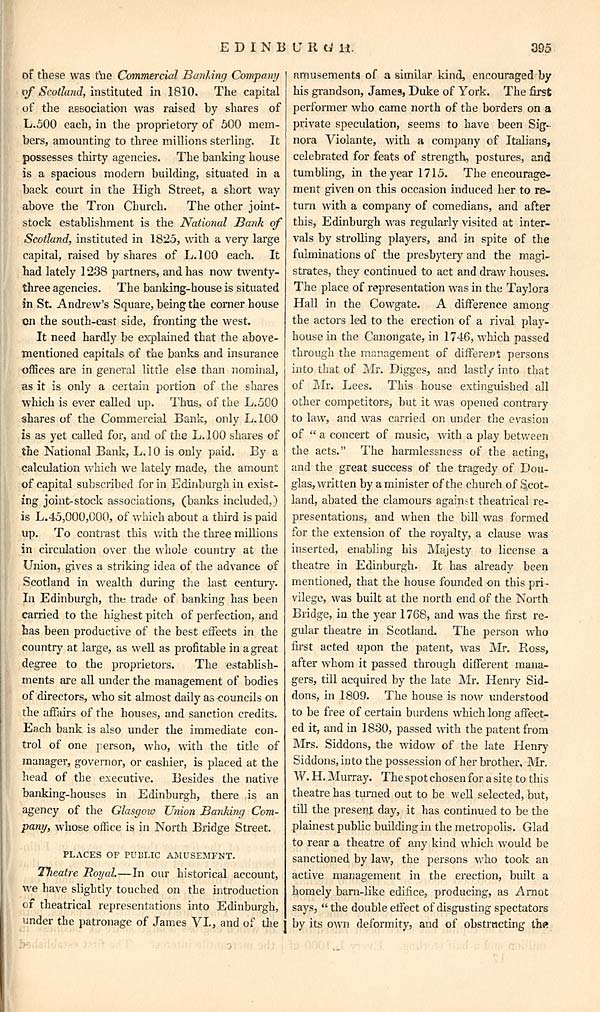 EDINBURGH.
395
of these was the Commercial Banking Company
of Scotland, instituted in 1810. The capital
of the association was raised by shares of
L.500 each, in the proprietory of 500 mem-
bers, amounting to three millions sterling. It
possesses thirty agencies. The banking house
is a spacious modern building, situated in a
back court in the High Street, a short way
above the Tron Church. The other joint-
stock establishment is the National Bank of
Scotland, instituted in 1825, with a very large
capital, raised by shares of L.100 each. It
had lately 1238 partners, and has now twenty-
three agencies. The banking-house is situated
in St. Andrew's Square, being the corner house
on the south-east side, fronting the west.
It need hardly be explained that the above-
mentioned capitals of the banks and insurance
offices are in general little else than nominal,
as it is only a certain portion of the shares
which is ever called up. Thus, of the L.500
shares of the Commercial Bank, only L.100
is as yet called for, and of the L.100 shares of
the National Bank, L.10 is only paid. By a
calculation which we lately made, the amount
of capital subscribed for in Edinburgh in exist-
ing joint-stock associations, (banks included,)
is L.45,000,000, of which about a third is paid
up. To contrast this with the three millions
in circulation over the whole country at the
Union, gives a striking idea of the advance of
Scotland in wealth during the last century.
In Edinburgh, the trade of banking has been
carried to the highest pitch of perfection, and
has been productive of the best effects in the
country at large, as well as profitable in a great
degree to the proprietors. The establish-
ments are all under the management of bodies
of directors, who sit almost daily as councils on
the affairs of the houses, and sanction credits.
Each bank is also under the immediate con-
trol of one person, who, with the title of
manager, governor, or cashier, is placed at the
head of the executive. Besides the native
banking-houses in Edinburgh, there is an
agency of the Glasgow Union Banking Com-
pany, whose office is in North Bridge Street.
PLACES OF PUBLIC AMUSEMENT.
Theatre Royal.—In our historical account,
we have slightly touched on the introduction
of theatrical representations into Edinburgh,
under the patronage of James VI., and of the
amusements of a similar kind, encouraged by
his grandson, James, Duke of York. The first
performer who came north of the borders on a
private speculation, seems to have been Sig-
nora Violante, with a company of Italians,
celebrated for feats of strength, postures, and
tumbling, in the year 1715. The encourage-
ment given on this occasion induced her to re-
turn with a company of comedians, and after
this, Edinburgh was regularly visited at inter-
vals by strolling players, and in spite of the
fulminations of the presbytery and the magi-
strates, they continued to act and draw houses.
The place of representation was in the Taylors
Hall in the Cowgate. A difference among
the actors led to the erection of a rival play-
house in the Canongate, in 1746, which passed
through the management of different persons
into that of Mr. Digges, and lastly into that
of Mr. Lees. This house extinguished all
other competitors, but it was opened contrary
to law, and was carried on under the evasion
of "a concert of music, with a play between
the acts." The harmlessness of the acting,
and the great success of the tragedy of Dou-
glas, written by a minister of the church of Scot-
land, abated the clamours against theatrical re-
presentations, and when the bill was formed
for the extension of the royalty, a clause was
inserted, enabling his Majesty to license a
theatre in Edinburgh. It has already been
mentioned, that the house founded on this pri-
vilege, was built at the north end of the North
Bridge, in the year 1768, and was the first re-
gular theatre in Scotland. The person who
first acted upon the patent, was Mr. Ross,
after whom it passed through different mana-
gers, till acquired by the late Mr. Henry Sid-
dons, in 1809. The house is now understood
to be free of certain burdens which long affect-
ed it, and in 1830, passed with the patent from
Mrs. Siddons, the widow of the late Henry
Siddons, into the possession of her brother, Mr.
W. H. Murray. The spot chosen for a site to this
theatre has turned out to be well selected, but,
till the present day, it has continued to be the
plainest public building in the metropolis. Glad
to rear a theatre of any kind which would be
sanctioned by law, the persons who took an
active management in the erection, built a
homely barn-like edifice, producing, as Arnot
says, "the double effect of disgusting spectators
by its own deformity, and of obstructing the